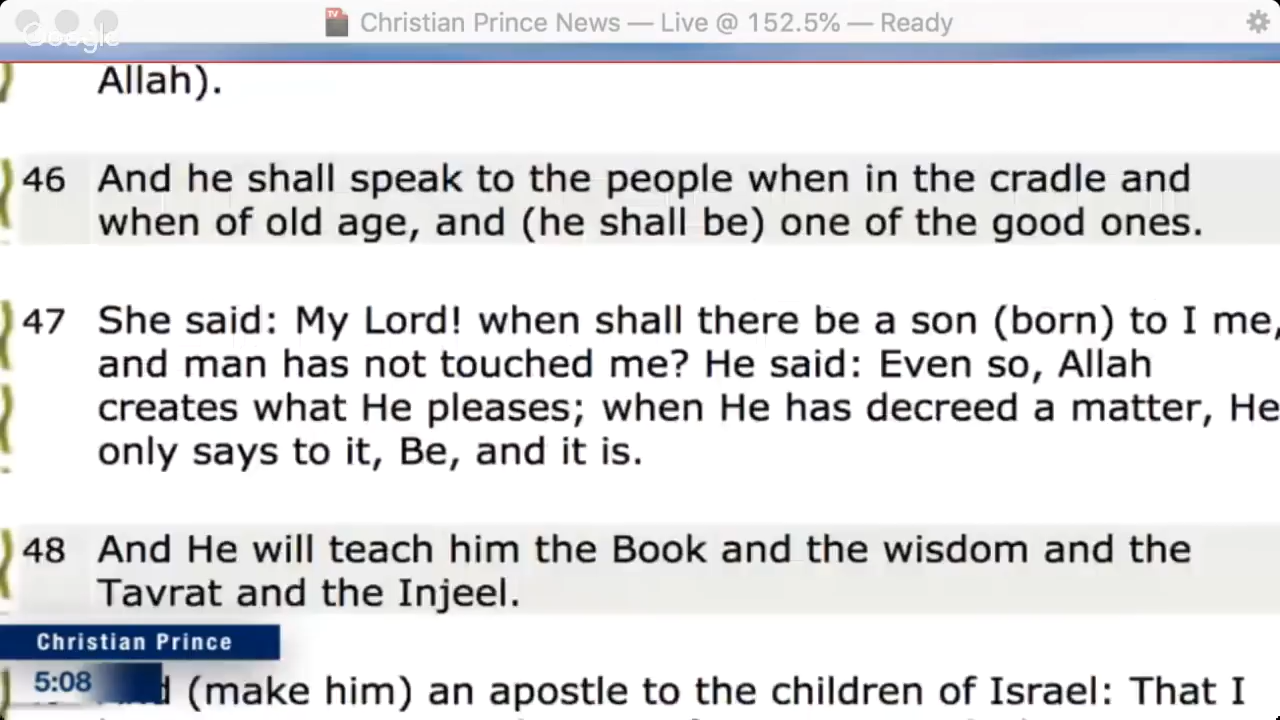 Christian Prince News — Live @ 152.5% — Ready
Google
Allah).
46 And he shall speak to the people when in the cradle and
when of old age, and (he shall be) one of the good ones.
47 She said: My Lord! when shall there be a son (born) to I me,
and man has not touched me? He said: Even so, Allah
creates what He pleases; when He has decreed a matter, He
only says to it, Be, and it is.
48 And He will teach him the Book and the wisdom and the
Tavrat and the Injeel.
Christian Prince
5:08
(make him) an apostle to the children of Israel: That I